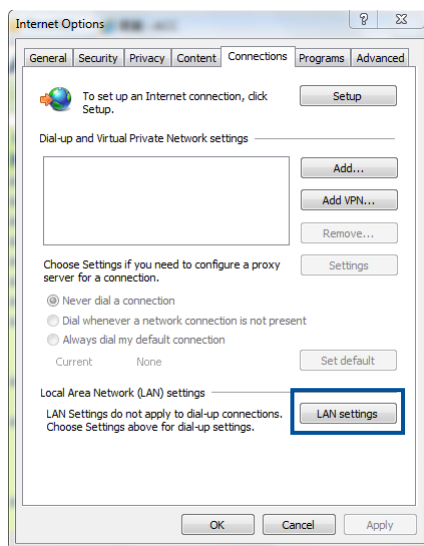 Internet Options
General Security Privacy Content Connections Programs Advanced
To set up an Internet connection, click
Setup.
Setup
Dial-up and Virtual Private Network settings
Add...
Add VPN...
Remove...
Choose Settings if you need to configure a proxy
server for a connection.
Settings
Never dial a connection
Dial whenever a network connection is not present
Always dial my default connection
Current None
Set default
Local Area Network (LAN) settings
LAN Settings do not apply to dial-up connections.
Choose Settings above for dial-up settings.
LAN settings
OK Cancel Apply